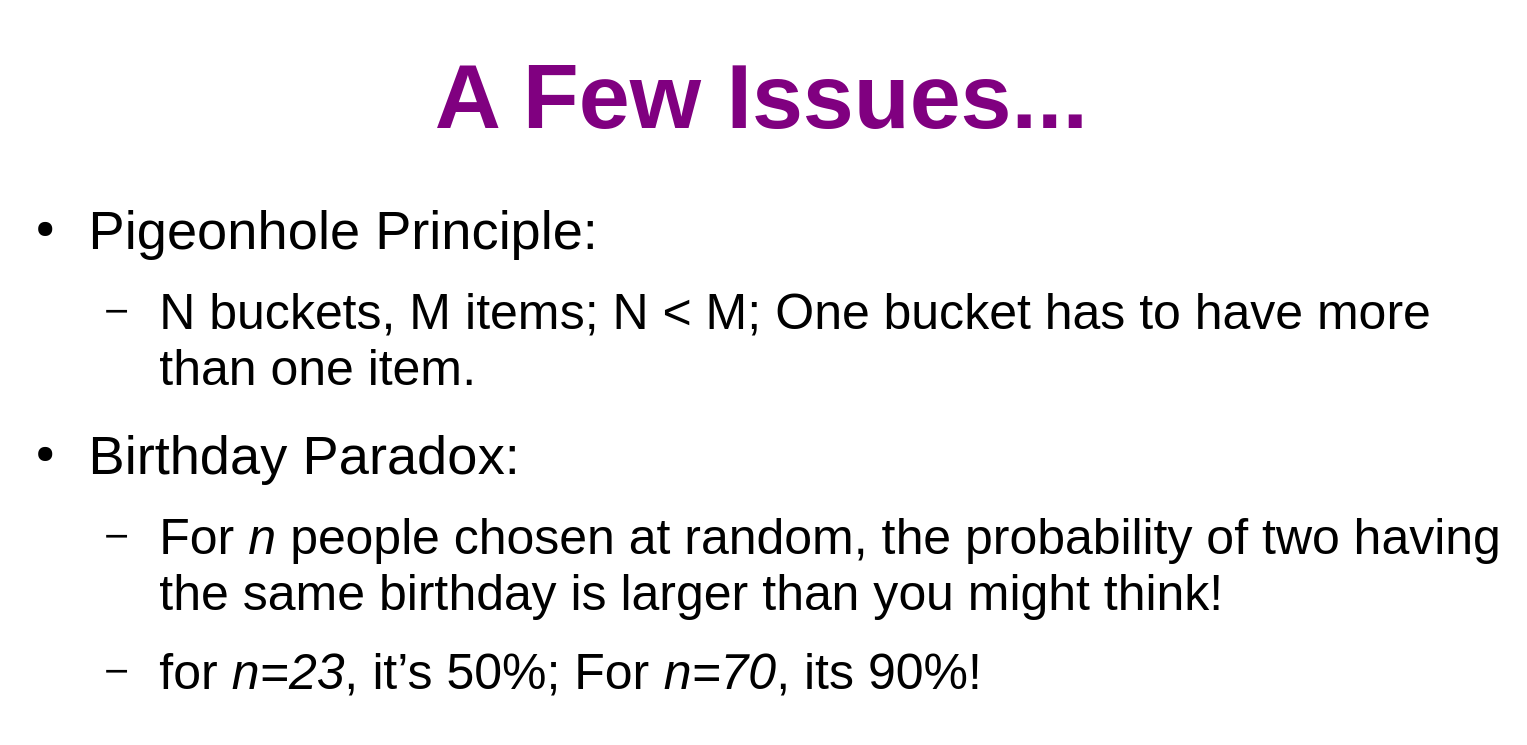 A Few Issues...
• Pigeonhole Principle:
– N buckets, M items; N < M; One bucket has to have more
than one item.
• Birthday Paradox:
– For n people chosen at random, the probability of two having
the same birthday is larger than you might think!
– for n=23, it’s 50%; For n=70, its 90%!